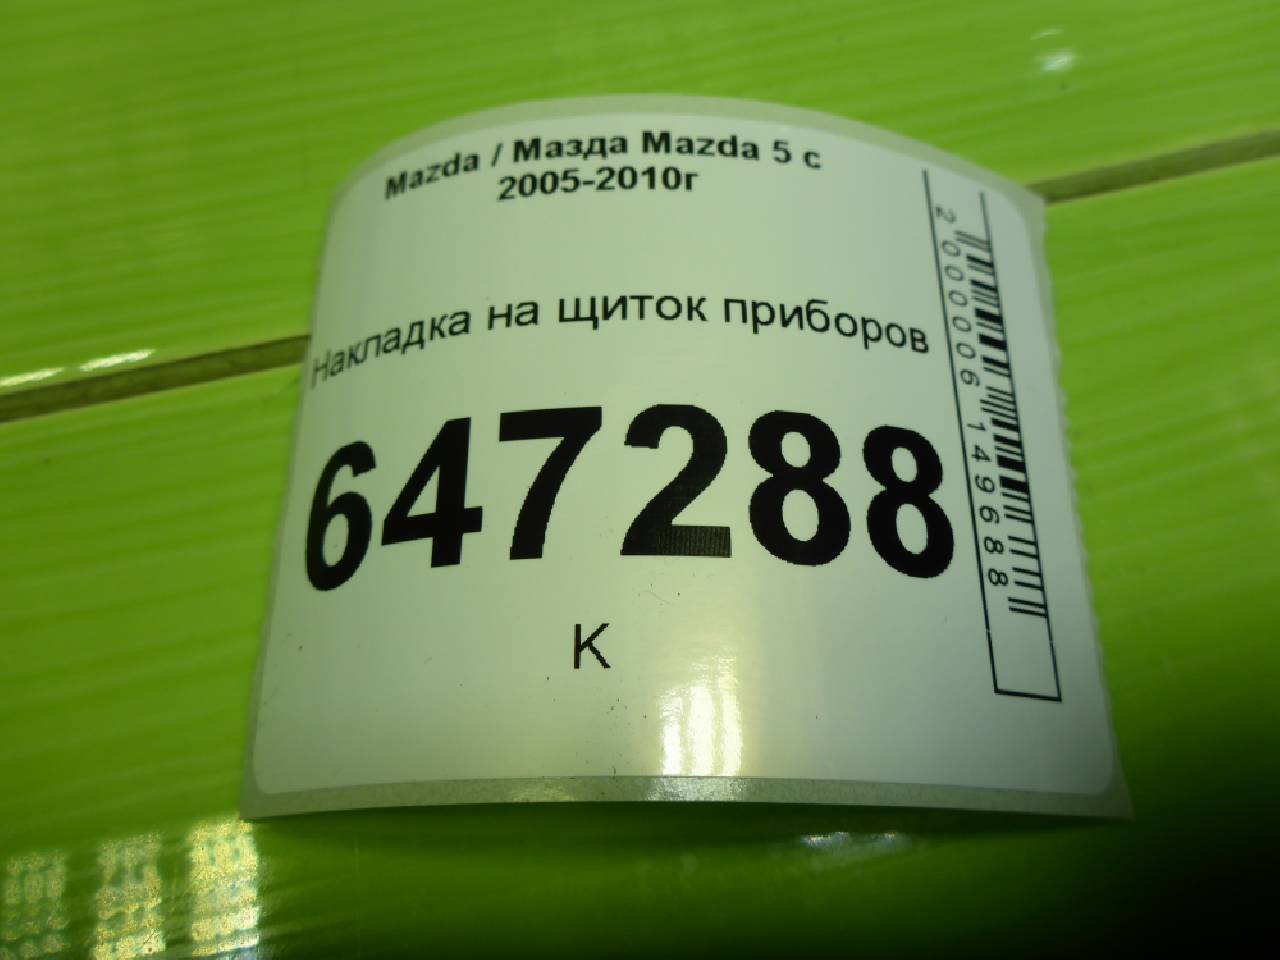 Mazda / Мазда Mazda 5 с
2005-2010г
Накладка на щиток приборов
647288
К
2000006149688